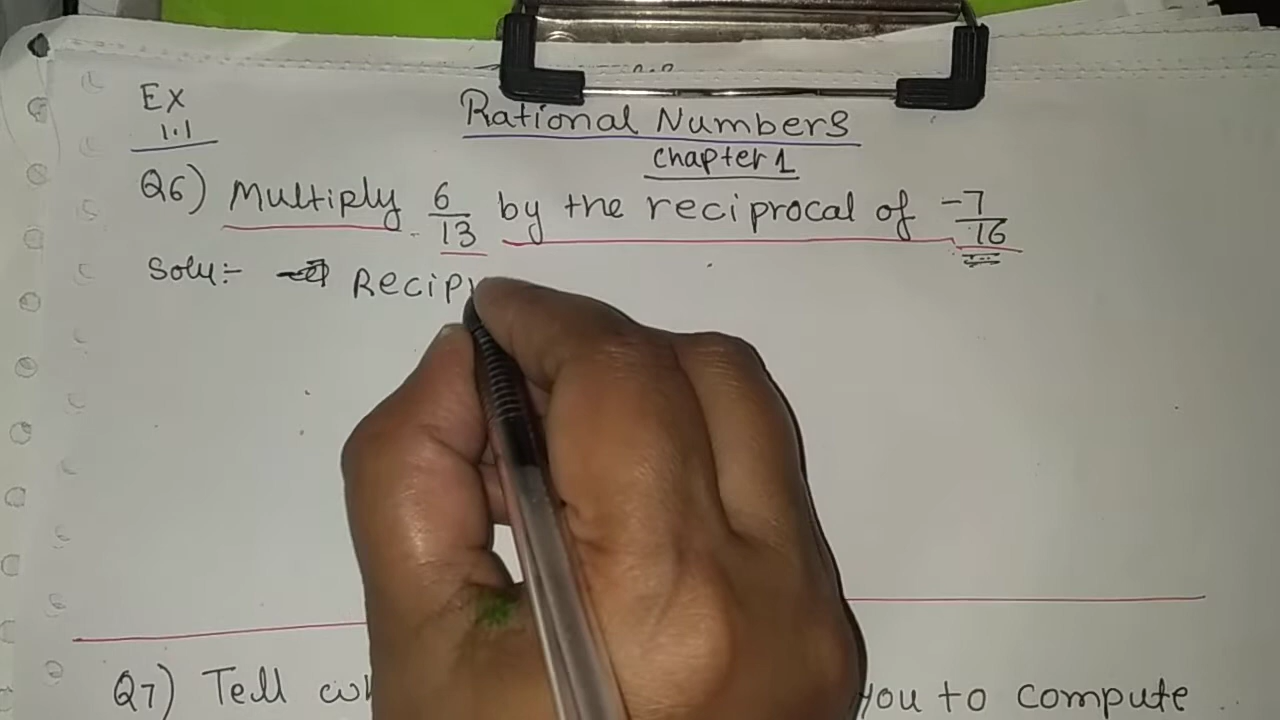 Ex
1.1
Rational Numbers
Chapter 1
Q6) Multiply 6/13 by the reciprocal of -7/16
Solu:- Recip
Q7) Tell you to compute